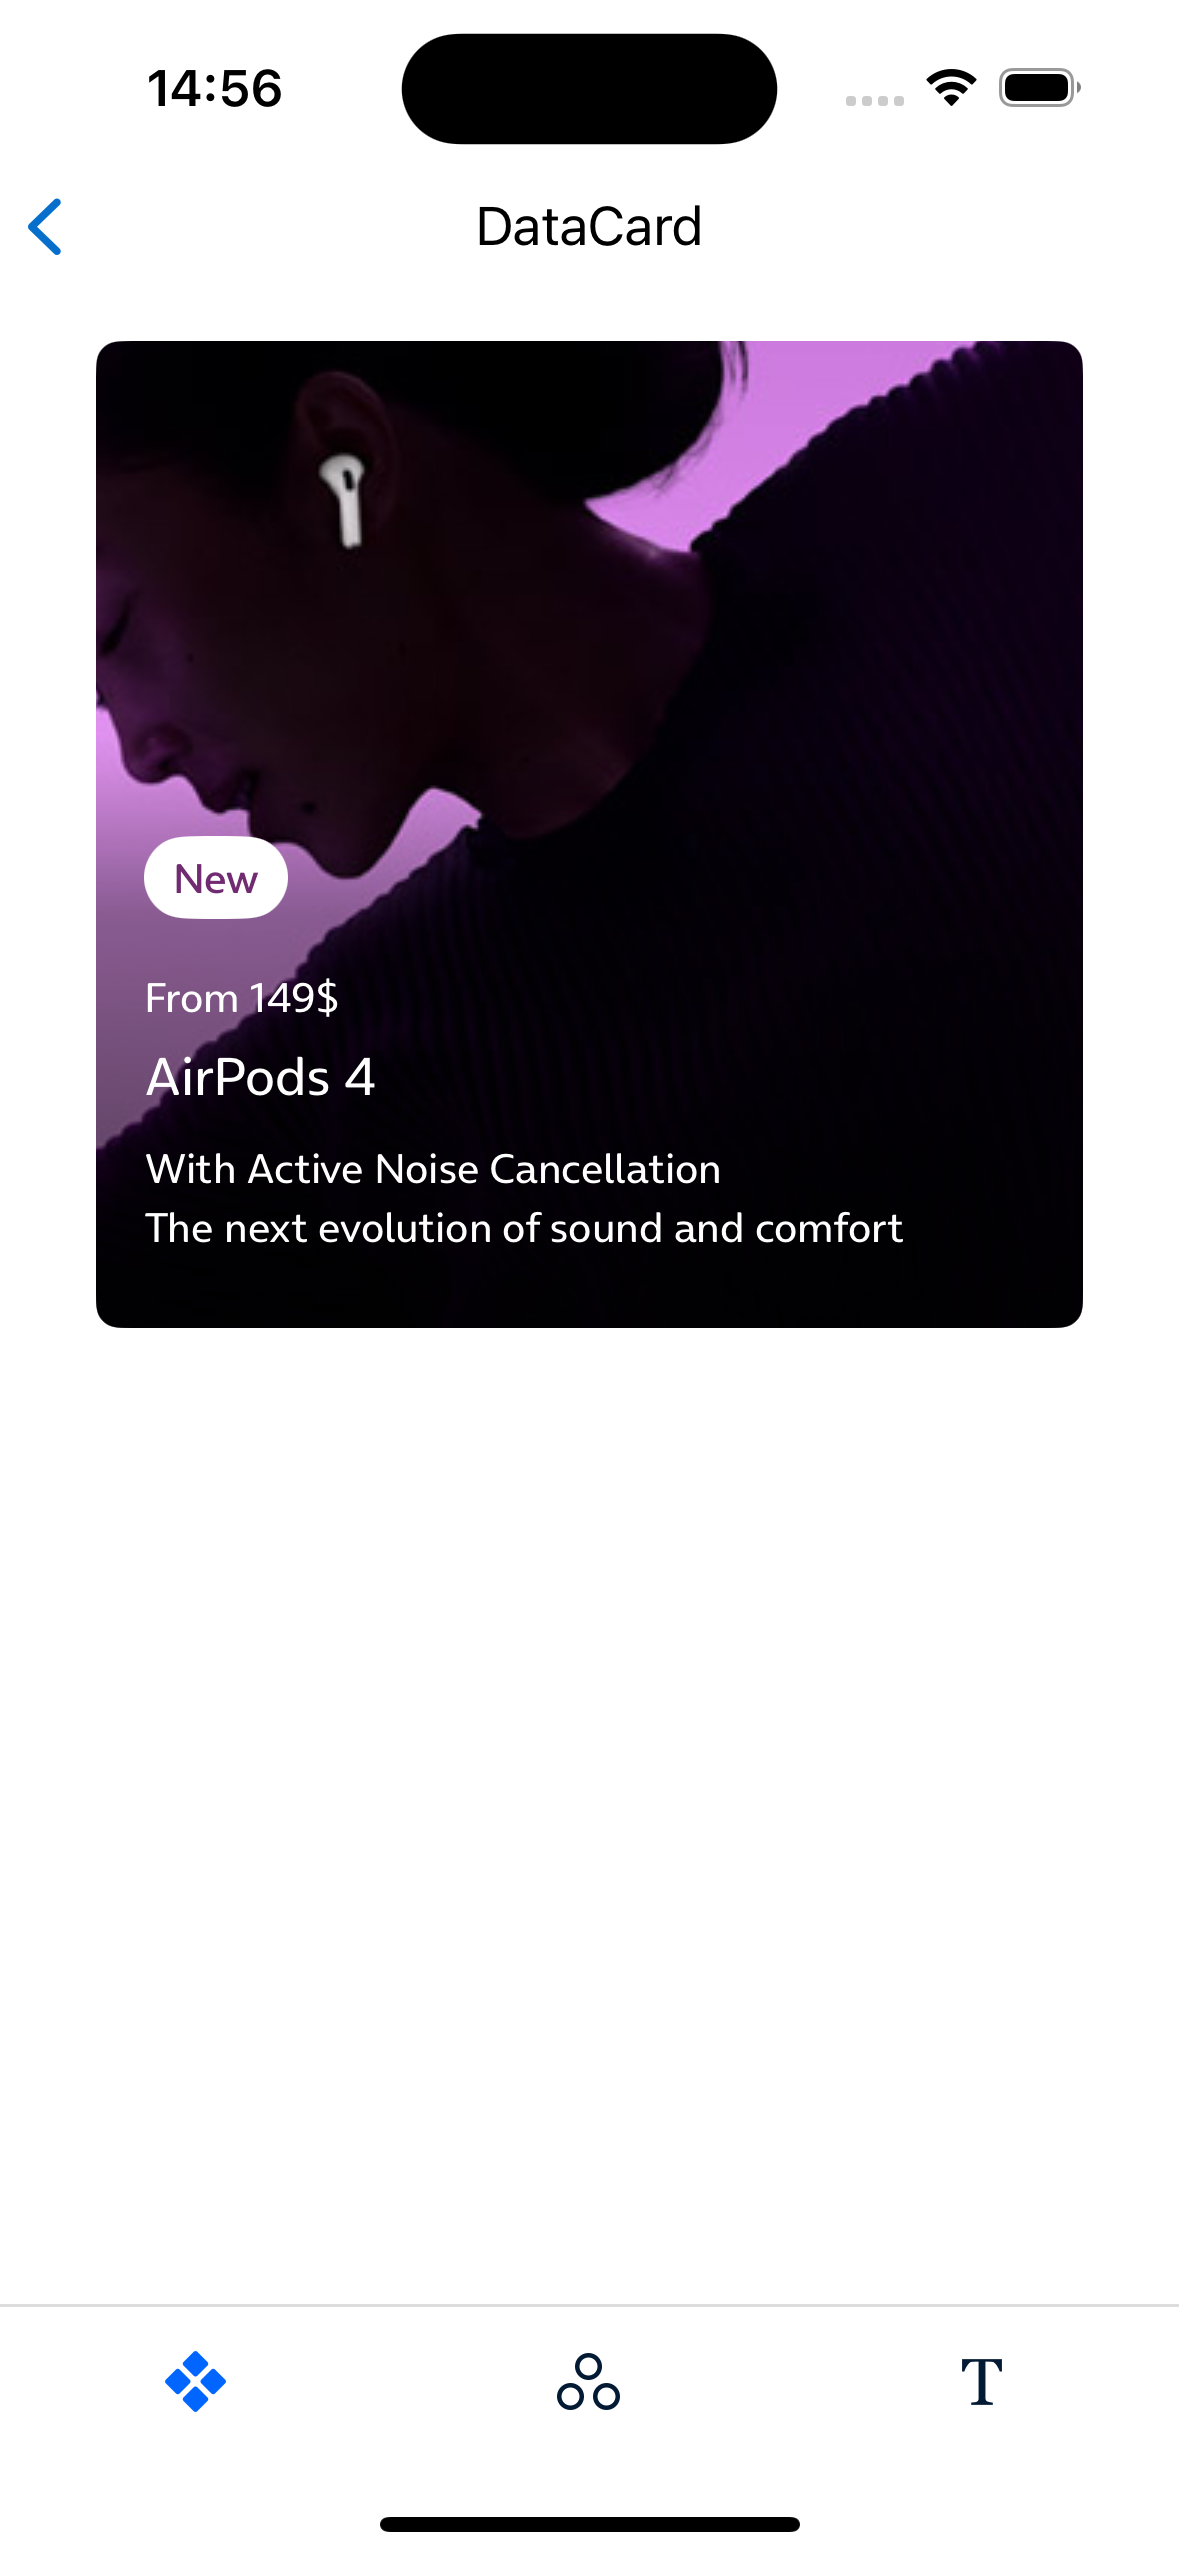 14:56
DataCard
New
From 149$
AirPods 4
With Active Noise Cancellation
The next evolution of sound and comfort
T